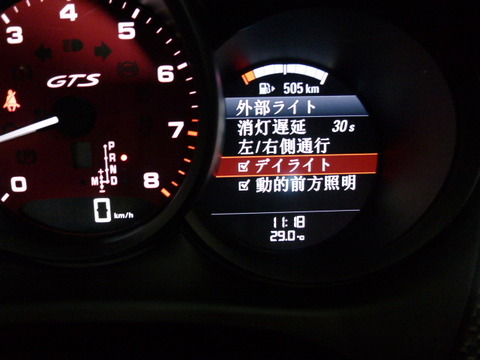 3
4
5
6
7
8
0
GTS
P
R
N
M D
+
-
0 km/h
505 km
外部ライト
消灯遅延 30s
左/右側通行
デイライト
動的前方照明
11:18
29.0℃